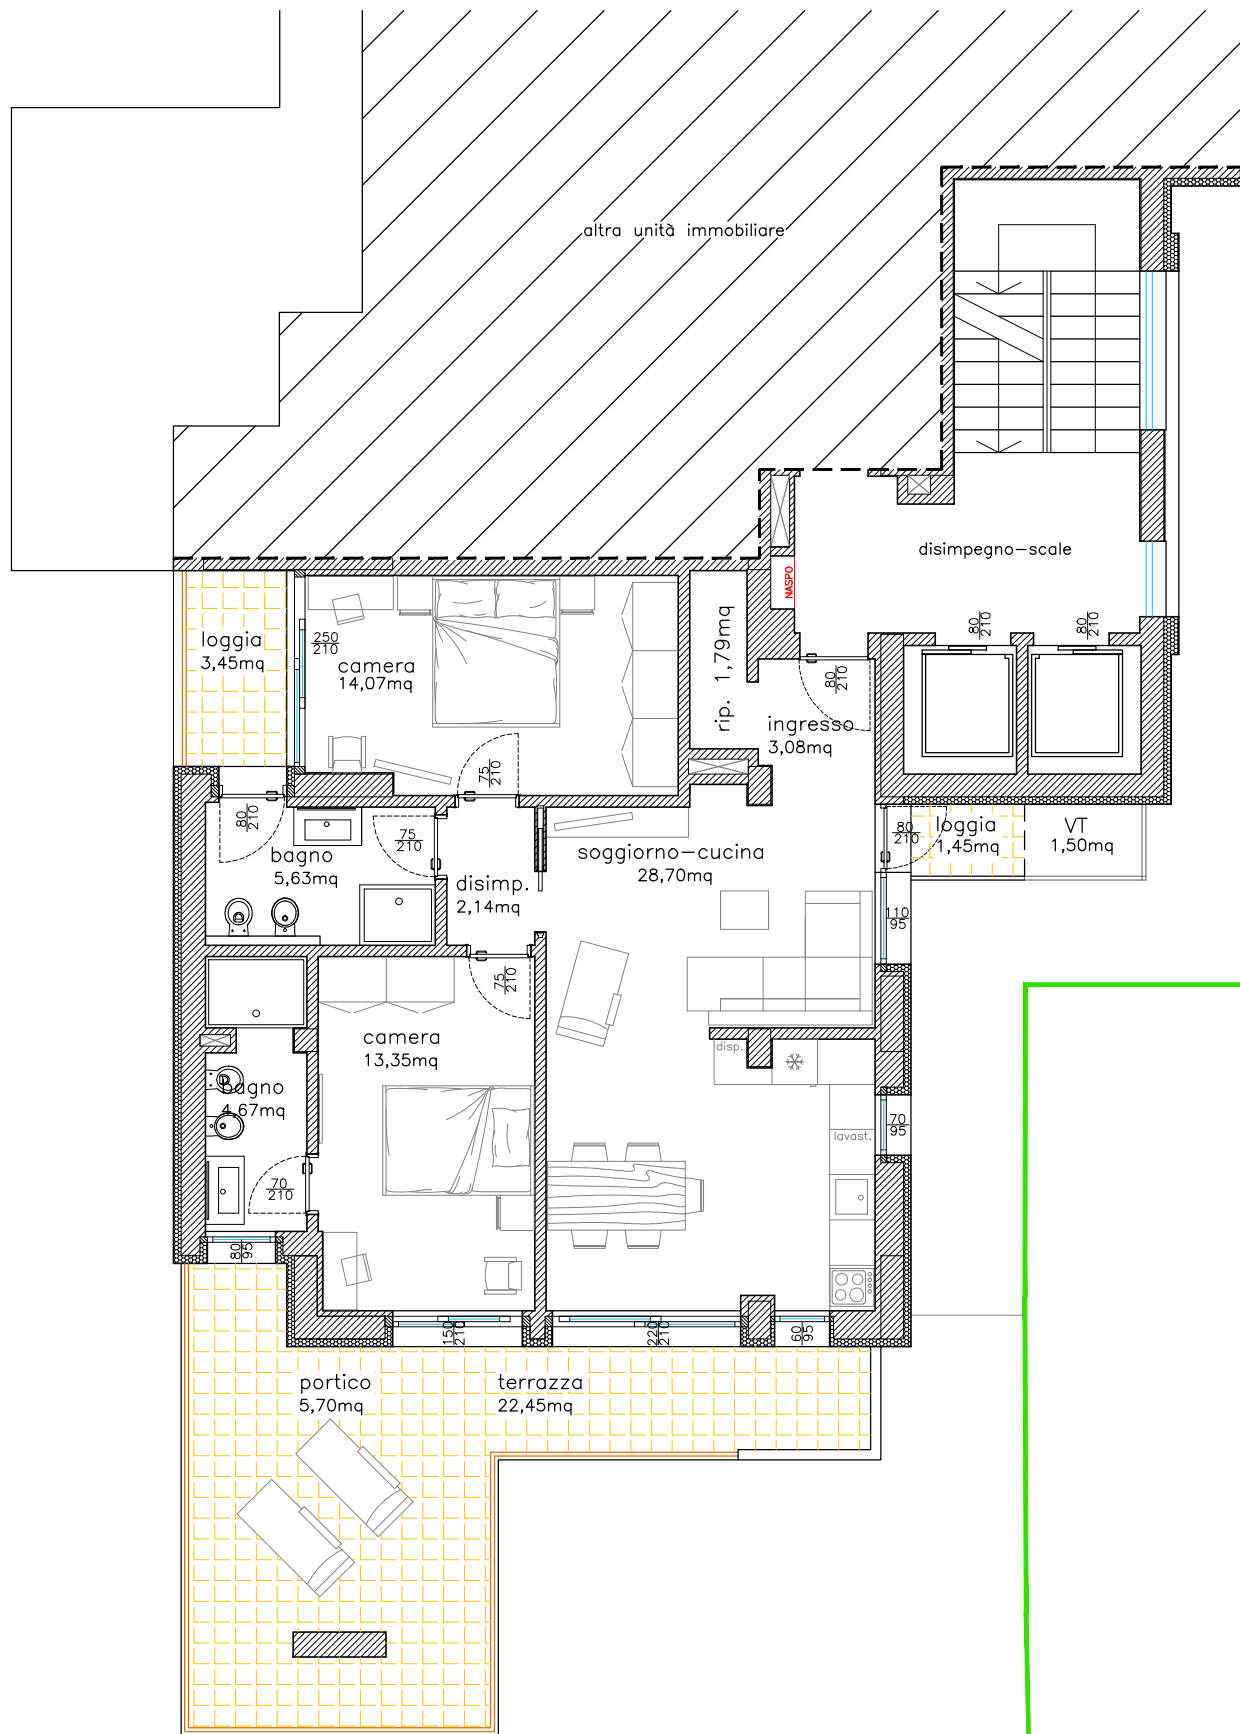 altra unità immobiliare
disimpegno-scale
NASPO
80
210
80
210
loggia
3,45mq
250
210
camera
14,07mq
rip. 1,79mq
80
210
ingresso
3,08mq
75
210
80
210
bagno
5,63mq
75
210
disimp.
2,14mq
soggiorno-cucina
28,70mq
80
210
loggia
1,45mq
VT
1,50mq
110
95
75
210
camera
13,35mq
disp.
bagno
4,67mq
70
95
lavast.
70
210
80
95
150
210
220
210
60
95
portico
5,70mq
terrazza
22,45mq